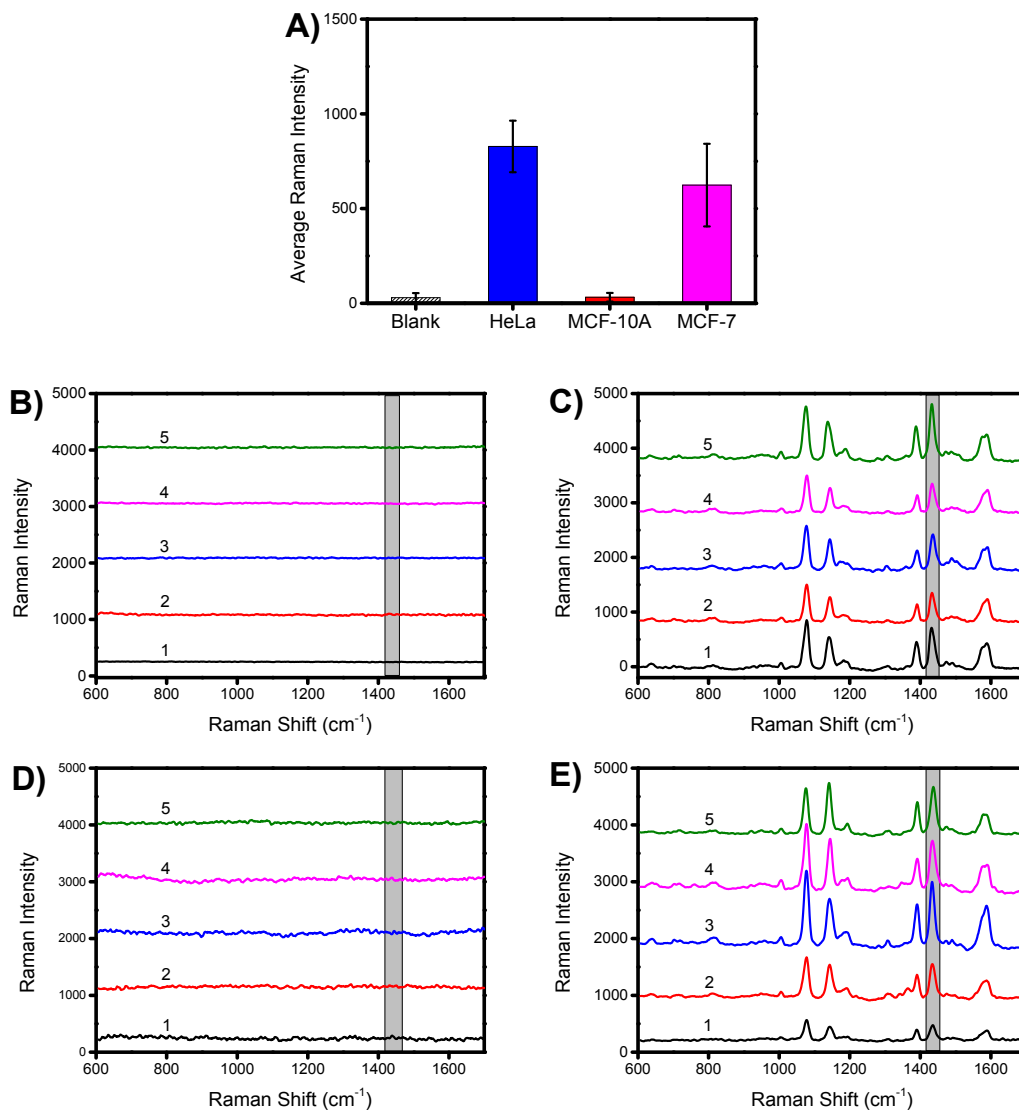 A)
1500
1000
500
0
Average Raman Intensity
Blank HeLa MCF-10A MCF-7
B)
5000
4000
3000
2000
1000
0
Raman Intensity
5
4
3
2
1
600 800 1000 1200 1400 1600
Raman Shift (cm⁻¹)
C)
5000
4000
3000
2000
1000
0
Raman Intensity
5
4
3
2
1
600 800 1000 1200 1400 1600
Raman Shift (cm⁻¹)
D)
5000
4000
3000
2000
1000
0
Raman Intensity
5
4
3
2
1
600 800 1000 1200 1400 1600
Raman Shift (cm⁻¹)
E)
5000
4000
3000
2000
1000
0
Raman Intensity
5
4
3
2
1
600 800 1000 1200 1400 1600
Raman Shift (cm⁻¹)